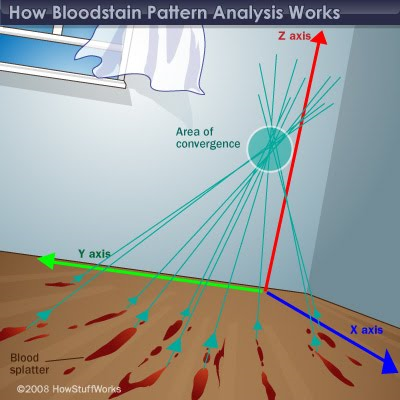 How Bloodstain Pattern Analysis Works
Z axis
Area of
convergence
Y axis
X axis
Blood
splatter
©2008 HowStuffWorks